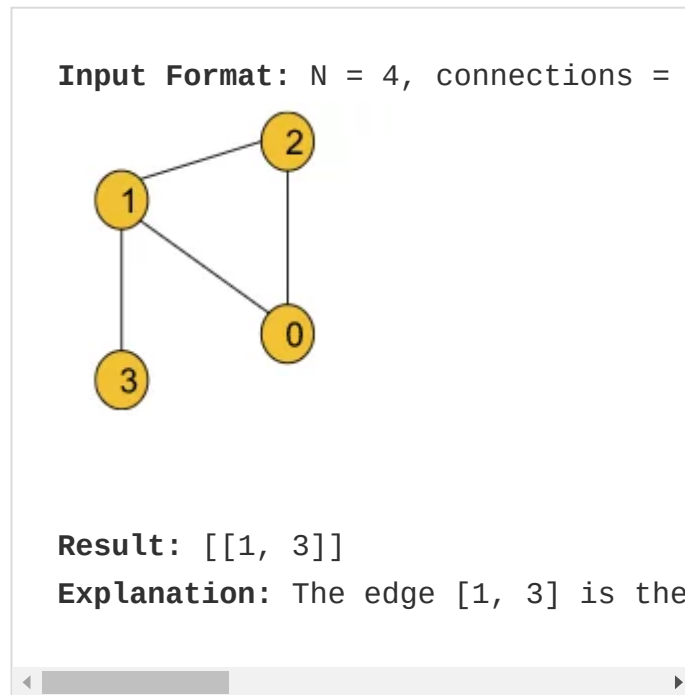 Input Format: N = 4, connections =
2
1
0
3
Result: [[1, 3]]
Explanation: The edge [1, 3] is the